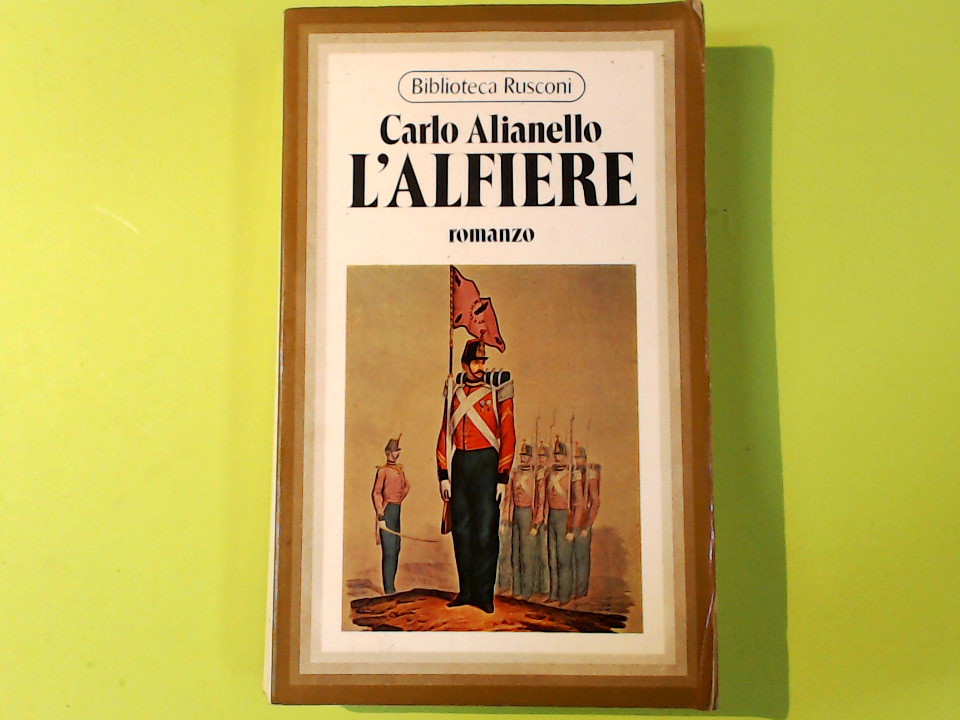 Biblioteca Rusconi
Carlo Alianello
L'ALFIERE
romanzo